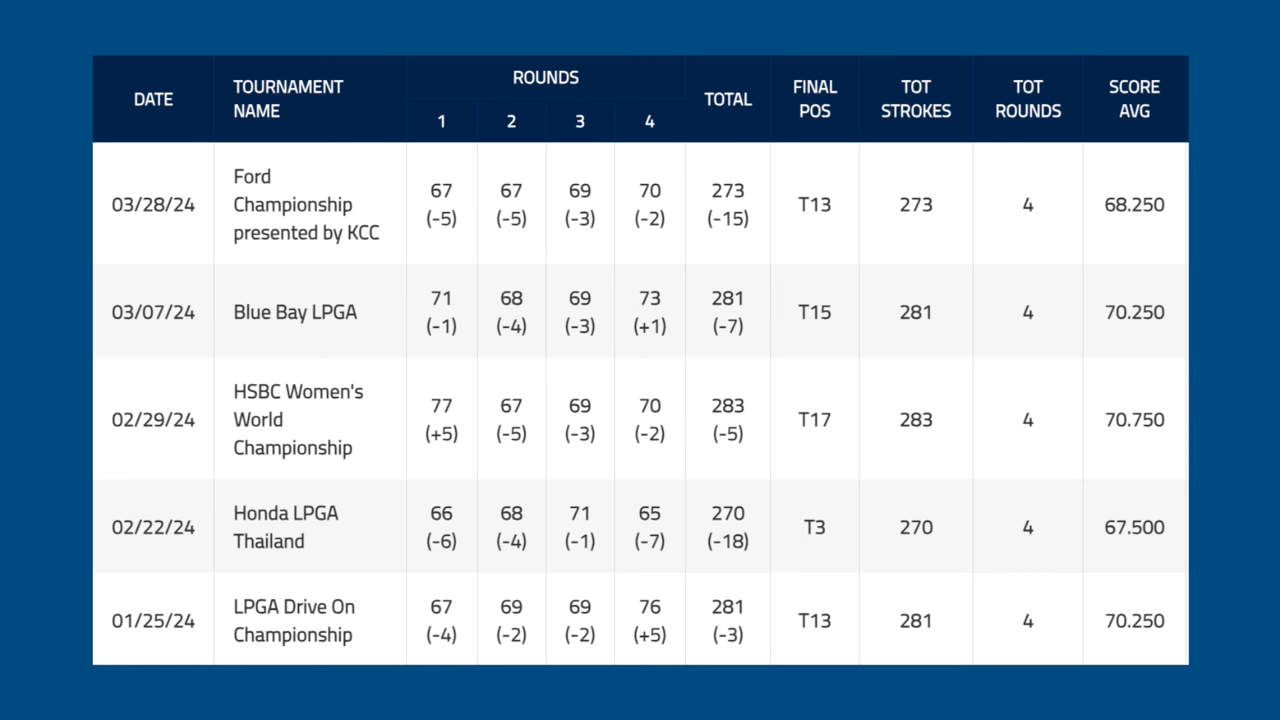 DATE TOURNAMENT NAME ROUNDS TOTAL FINAL POS TOT STROKES TOT ROUNDS SCORE AVG
1 2 3 4
03/28/24 Ford Championship presented by KCC 67 (-5) 67 (-5) 69 (-3) 70 (-2) 273 (-15) T13 273 4 68.250
03/07/24 Blue Bay LPGA 71 (-1) 68 (-4) 69 (-3) 73 (+1) 281 (-7) T15 281 4 70.250
02/29/24 HSBC Women's World Championship 77 (+5) 67 (-5) 69 (-3) 70 (-2) 283 (-5) T17 283 4 70.750
02/22/24 Honda LPGA Thailand 66 (-6) 68 (-4) 71 (-1) 65 (-7) 270 (-18) T3 270 4 67.500
01/25/24 LPGA Drive On Championship 67 (-4) 69 (-2) 69 (-2) 76 (+5) 281 (-3) T13 281 4 70.250